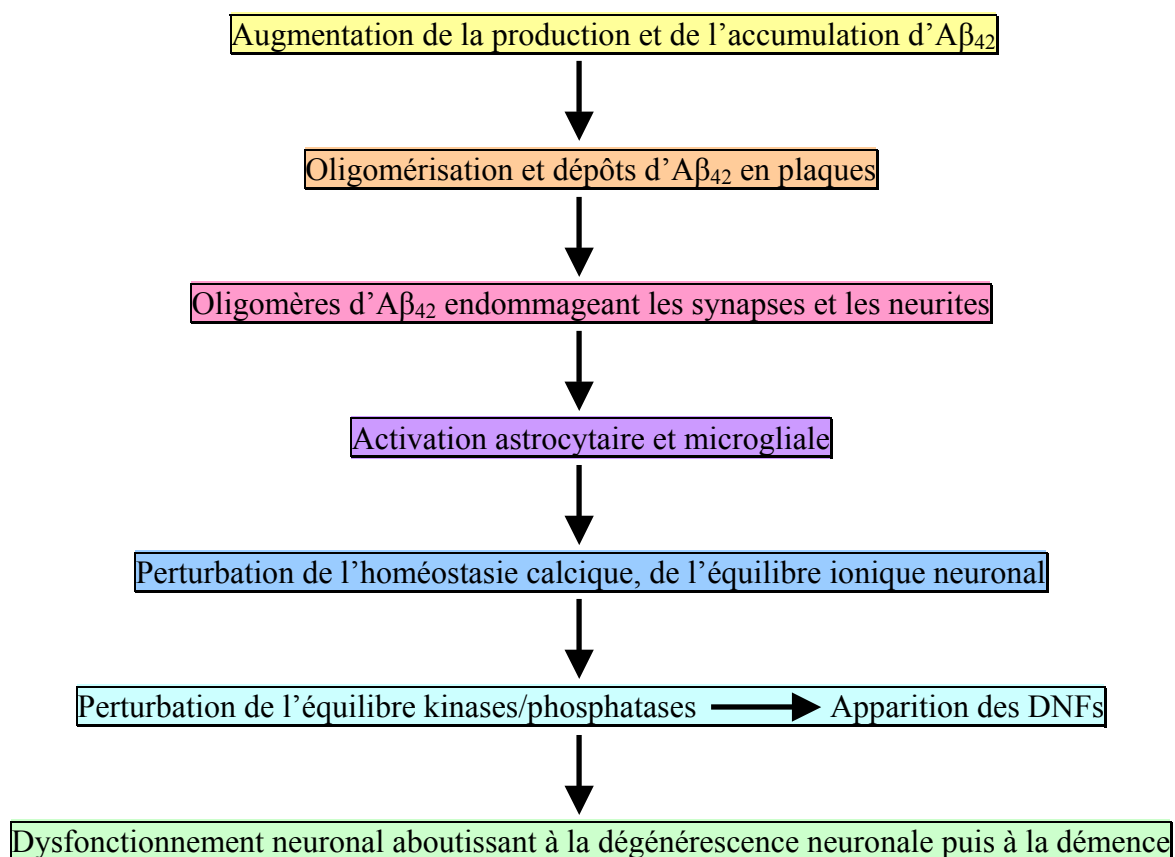 Augmentation de la production et de l’accumulation d’Aβ₄₂
Oligomérisation et dépôts d’Aβ₄₂ en plaques
Oligomères d’Aβ₄₂ endommageant les synapses et les neurites
Activation astrocytaire et microgliale
Perturbation de l’homéostasie calcique, de l’équilibre ionique neuronal
Perturbation de l’équilibre kinases/phosphatases Apparition des DNFs
Dysfonctionnement neuronal aboutissant à la dégénérescence neuronale puis à la démence